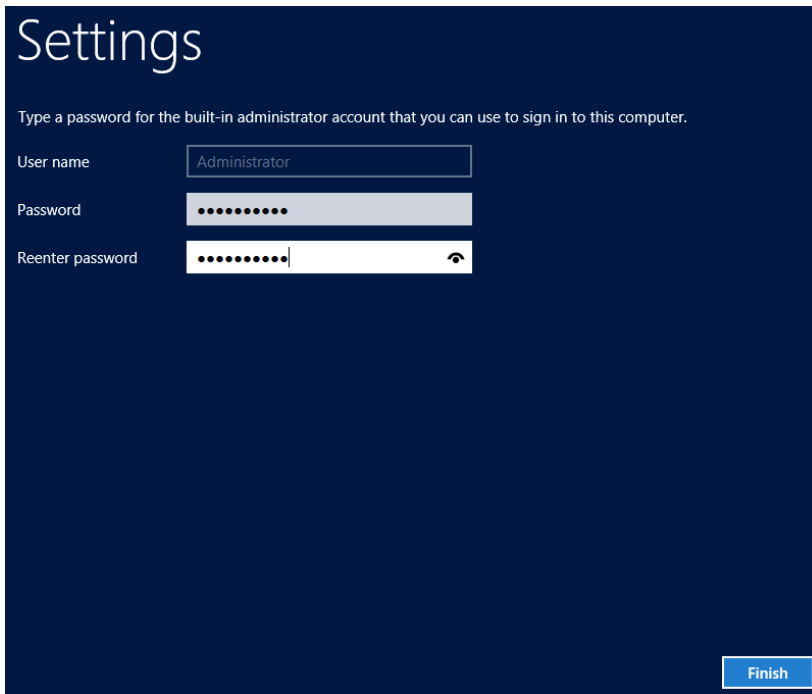 Settings
Type a password for the built-in administrator account that you can use to sign in to this computer.
User name Administrator
Password ●●●●●●●●●●
Reenter password ●●●●●●●●●●
Finish